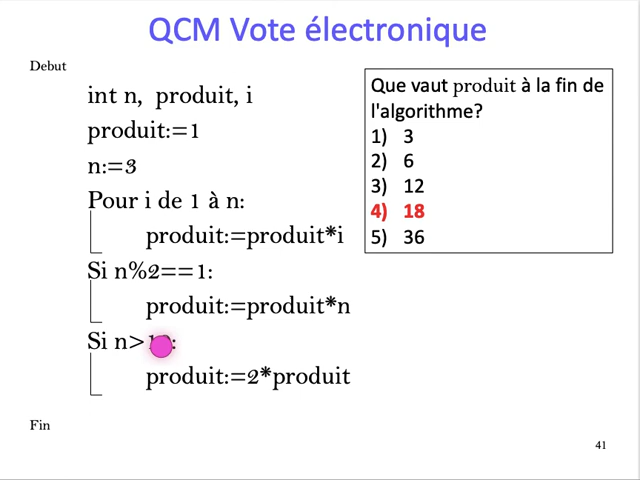 QCM Vote électronique
Debut
int n, produit, i
produit:=1
n:=3
Pour i de 1 à n:
produit:=produit*i
Si n%2==1:
produit:=produit*n
Si n>
produit:=2*produit
Fin
Que vaut produit à la fin de
l'algorithme?
1) 3
2) 6
3) 12
4) 18
5) 36
41